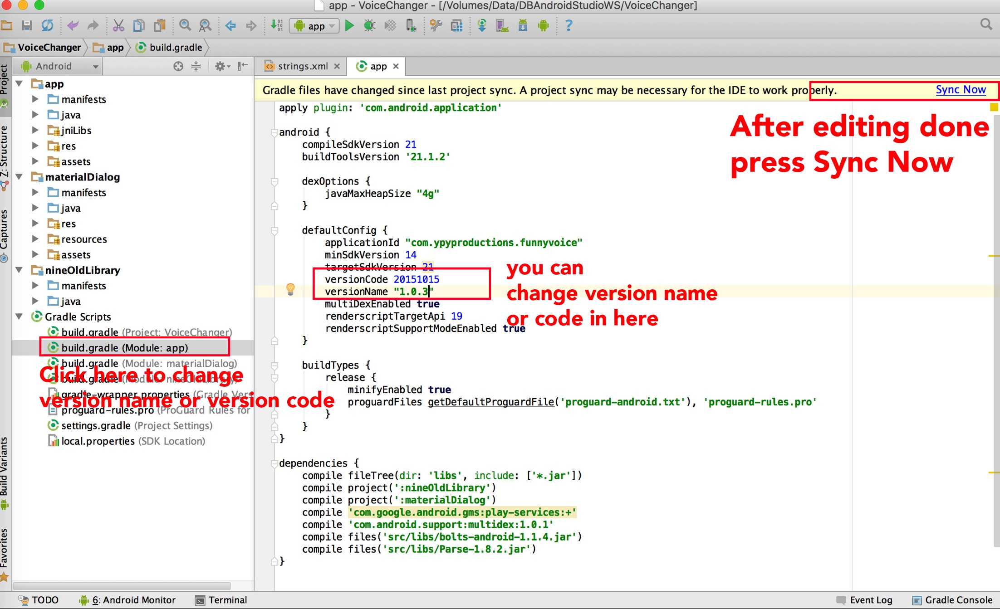 app - VoiceChanger - [/Volumes/Data/DBAndroidStudioWS/VoiceChanger]
app
VoiceChanger app build.gradle
Android
strings.xml app
Project
7: Structure
Captures
Build Variants
Favorites
app
manifests
java
jniLibs
res
assets
materialDialog
manifests
java
res
resources
assets
nineOldLibrary
manifests
java
Gradle Scripts
build.gradle (Project: VoiceChanger)
build.gradle (Module: app)
build.gradle (Module: materialDialog)
build.gradle (Module: nineOldLibrary)
gradle-wrapper.properties (Gradle Vers
proguard-rules.pro (ProGuard Rules for
settings.gradle (Project Settings)
local.properties (SDK Location)
Click here to change
version name or version code
Gradle files have changed since last project sync. A project sync may be necessary for the IDE to work properly. Sync Now
After editing done
press Sync Now
apply plugin: 'com.android.application'
android {
compileSdkVersion 21
buildToolsVersion '21.1.2'
dexOptions {
javaMaxHeapSize "4g"
}
defaultConfig {
applicationId "com.ypyproductions.funnyvoice"
minSdkVersion 14
targetSdkVersion 21
versionCode 20151015
versionName "1.0.3"
multiDexEnabled true
renderscriptTargetApi 19
renderscriptSupportModeEnabled true
}
you can
change version name
or code in here
buildTypes {
release {
minifyEnabled true
proguardFiles getDefaultProguardFile('proguard-android.txt'), 'proguard-rules.pro'
}
}
}
dependencies {
compile fileTree(dir: 'libs', include: ['*.jar'])
compile project(':nineOldLibrary')
compile project(':materialDialog')
compile 'com.google.android.gms:play-services:+'
compile 'com.android.support:multidex:1.0.1'
compile files('src/libs/bolts-android-1.1.4.jar')
compile files('src/libs/Parse-1.8.2.jar')
}
TODO 6: Android Monitor Terminal Event Log Gradle Console